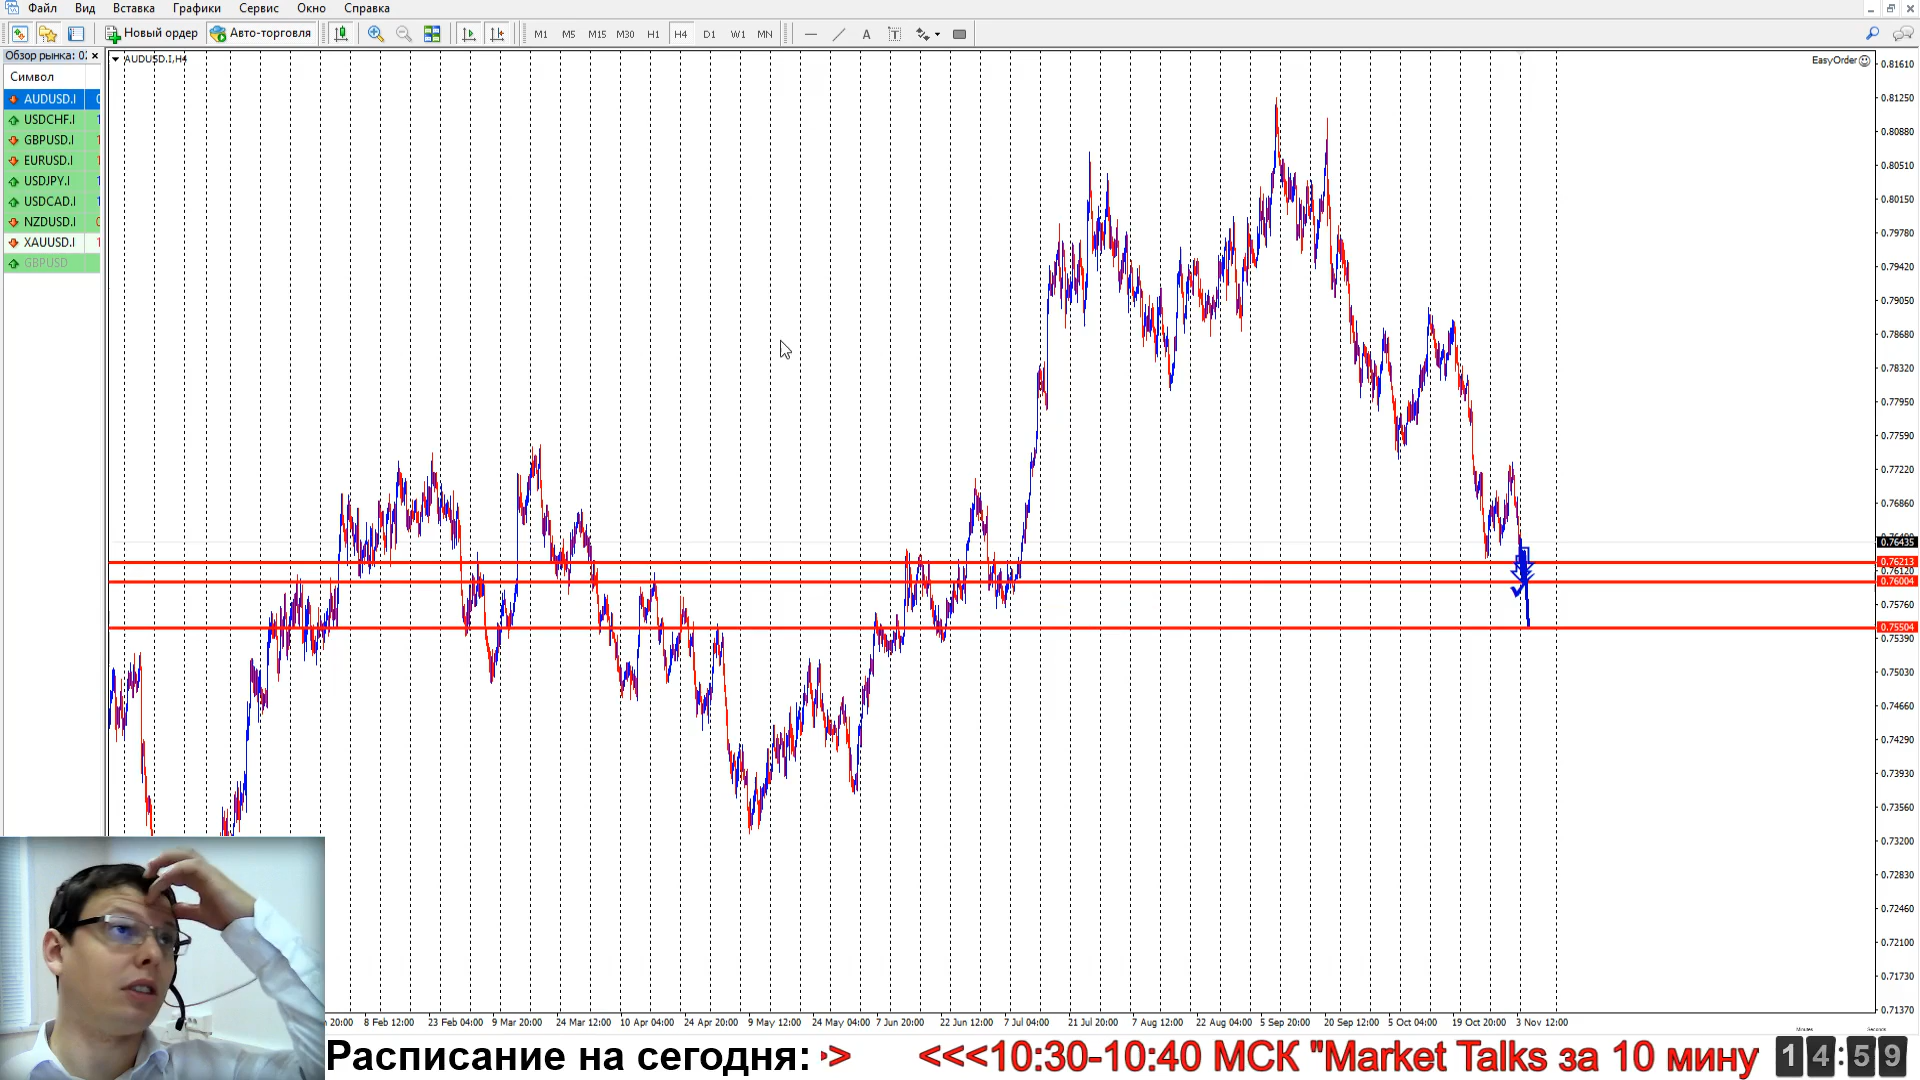 Файл Вид Вставка Графики Сервис Окно Справка
Новый ордер Авто-торговля M1 M5 M15 M30 H1 H4 D1 W1 MN A T
Обзор рынка: 0
Символ
AUDUSD.I
USDCHF.I
GBPUSD.I
EURUSD.I
USDJPY.I
USDCAD.I
NZDUSD.I
XAUUSD.I
GBPUSD
AUDUSD.I,H4
EasyOrder
0.81610
0.81250
0.80880
0.80510
0.80150
0.79780
0.79420
0.79050
0.78680
0.78320
0.77950
0.77590
0.77220
0.76860
0.76435
0.76213
0.76120
0.76004
0.75760
0.75504
0.75390
0.75030
0.74660
0.74290
0.73930
0.73560
0.73200
0.72830
0.72460
0.72100
0.71730
0.71370
20:00 8 Feb 12:00 23 Feb 04:00 9 Mar 20:00 24 Mar 12:00 10 Apr 04:00 24 Apr 20:00 9 May 12:00 24 May 04:00 7 Jun 20:00 22 Jun 12:00 7 Jul 04:00 21 Jul 20:00 7 Aug 12:00 22 Aug 04:00 5 Sep 20:00 20 Sep 12:00 5 Oct 04:00 19 Oct 20:00 3 Nov 12:00
Minutes Seconds
Расписание на сегодня: > <<<10:30-10:40 МСК "Market Talks за 10 мину 14:59